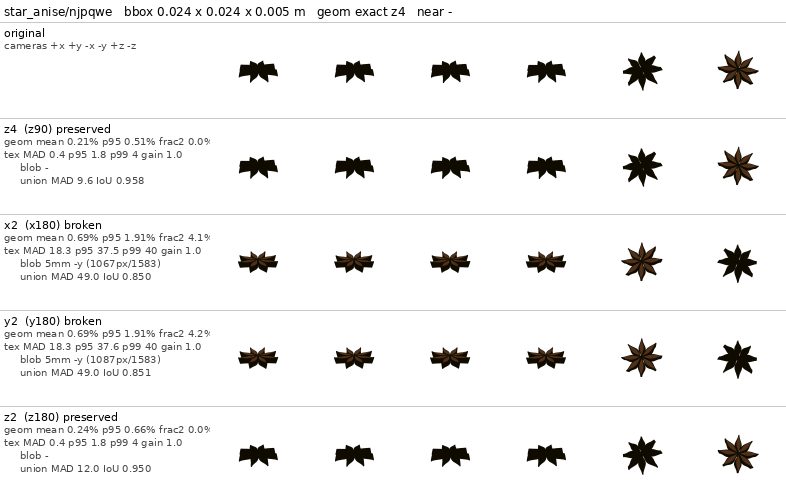 star_anise/njpqwe   bbox 0.024 x 0.024 x 0.005 m   geom exact z4   near -
original
cameras +x +y -x -y +z -z
z4  (z90) preserved
geom mean 0.21% p95 0.51% frac2 0.0%
tex MAD 0.4 p95 1.8 p99 4 gain 1.0
blob -
union MAD 9.6 IoU 0.958
x2  (x180) broken
geom mean 0.69% p95 1.91% frac2 4.1%
tex MAD 18.3 p95 37.5 p99 40 gain 1.0
blob 5mm -y (1067px/1583)
union MAD 49.0 IoU 0.850
y2  (y180) broken
geom mean 0.69% p95 1.91% frac2 4.2%
tex MAD 18.3 p95 37.6 p99 40 gain 1.0
blob 5mm -y (1087px/1583)
union MAD 49.0 IoU 0.851
z2  (z180) preserved
geom mean 0.24% p95 0.66% frac2 0.0%
tex MAD 0.4 p95 1.8 p99 4 gain 1.0
blob -
union MAD 12.0 IoU 0.950